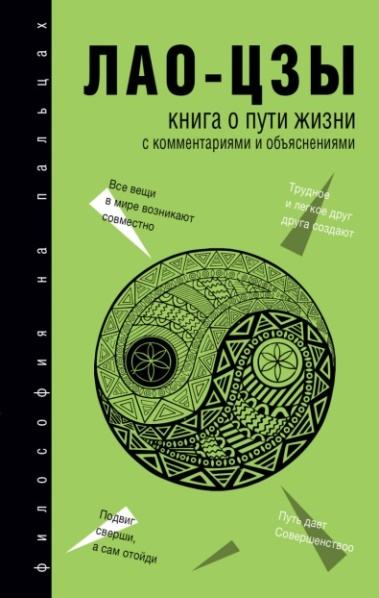 ЛАО-ЦЗЫ
книга о пути жизни
с комментариями и объяснениями
Все вещи
в мире возникают
совместно
Трудное
и легкое друг
друга создают
Подвиг
сверши,
а сам отойди
Путь дает
Совершенствоо
философия на пальцах